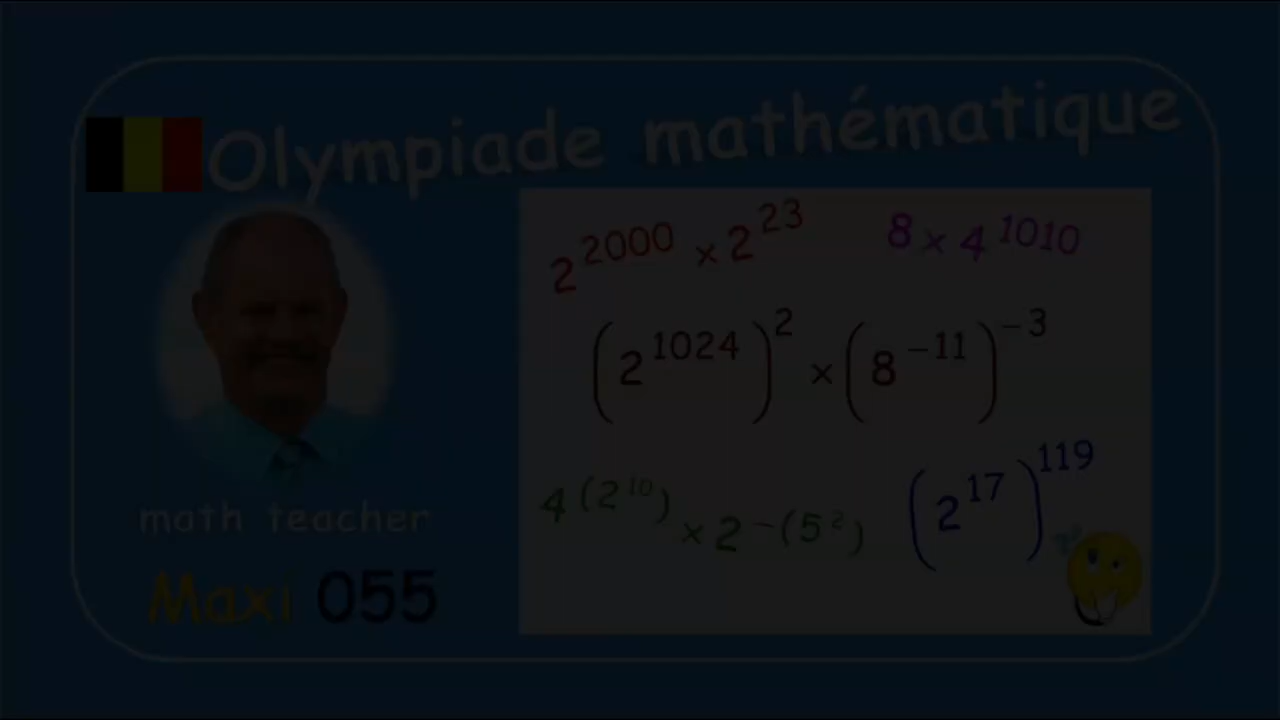 Olympiade mathématique
2^2000 × 2^23
8 × 4^1010
(2^1024)^2 × (8^−11)^−3
4^(2^10) × 2^−(5^2)
(2^17)^119
math teacher
Maxi 055